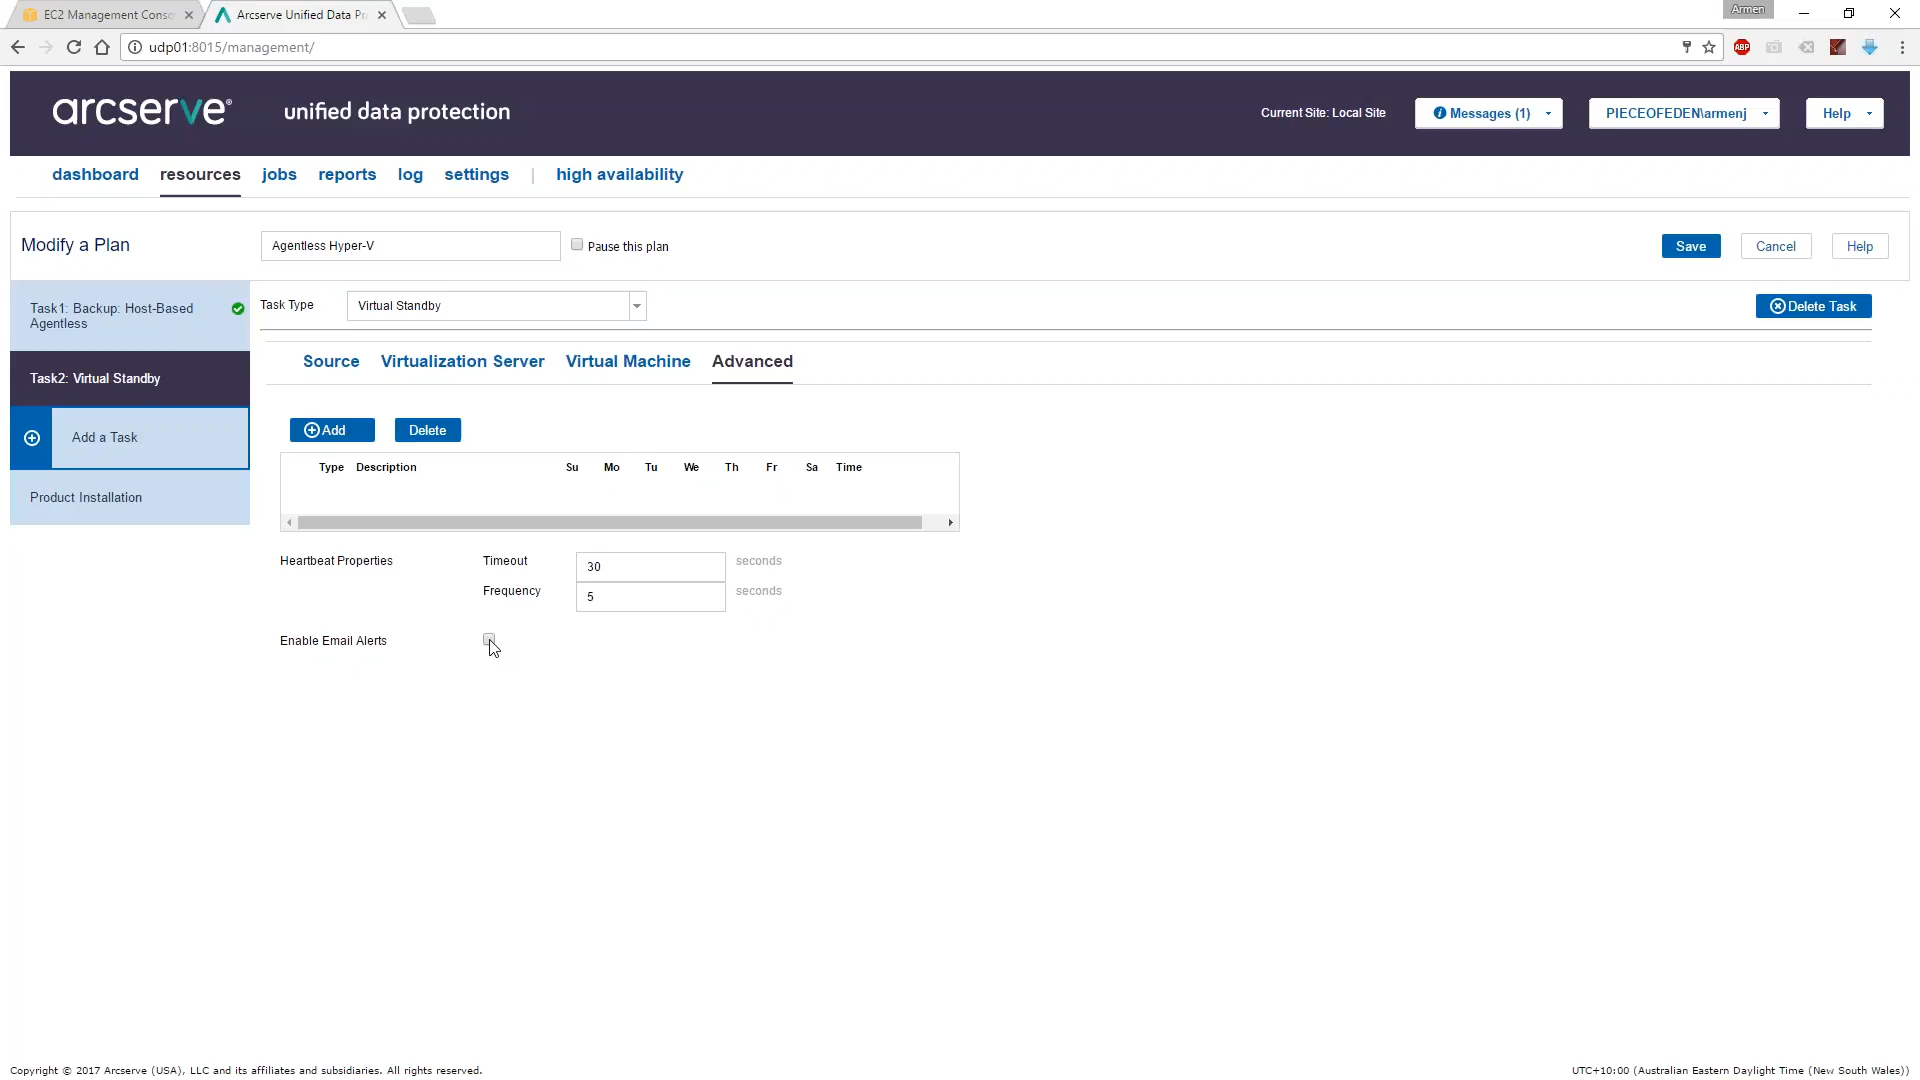 EC2 Management Conso
Arcserve Unified Data Pr
Armen
udp01:8015/management/
ABP
arcserve®
unified data protection
Current Site: Local Site
Messages (1)
PIECEOFEDEN\armenj
Help
dashboard
resources
jobs
reports
log
settings
|
high availability
Modify a Plan
Agentless Hyper-V
Pause this plan
Save
Cancel
Help
Task1: Backup: Host-Based
Agentless
Task2: Virtual Standby
Add a Task
Product Installation
Task Type
Virtual Standby
Delete Task
Source
Virtualization Server
Virtual Machine
Advanced
Add
Delete
Type
Description
Su
Mo
Tu
We
Th
Fr
Sa
Time
Heartbeat Properties
Timeout
30
seconds
Frequency
5
seconds
Enable Email Alerts
Copyright © 2017 Arcserve (USA), LLC and its affiliates and subsidiaries. All rights reserved.
UTC+10:00 (Australian Eastern Daylight Time (New South Wales))